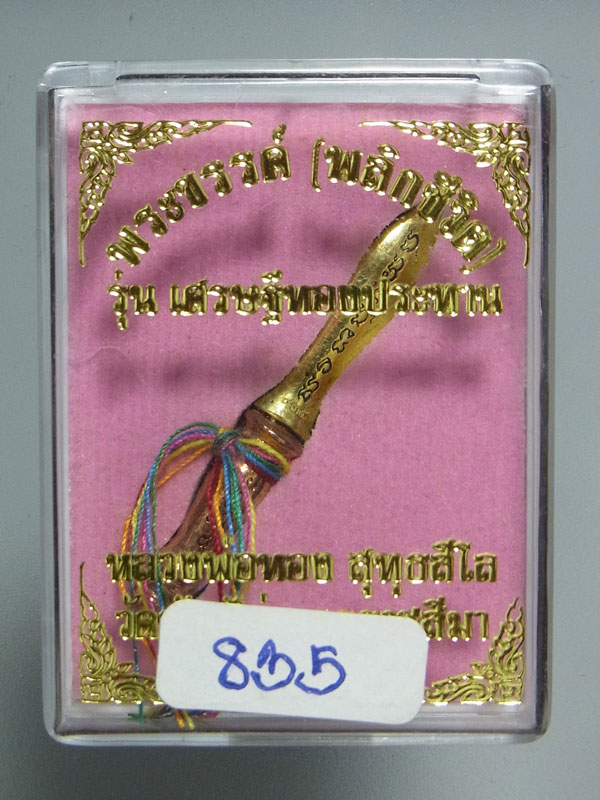 พระขรรค์ (พลิกชีวิต)
รุ่น เศรษฐีทองประทาน
หลวงพ่อทอง สุทฺธสีโล
835